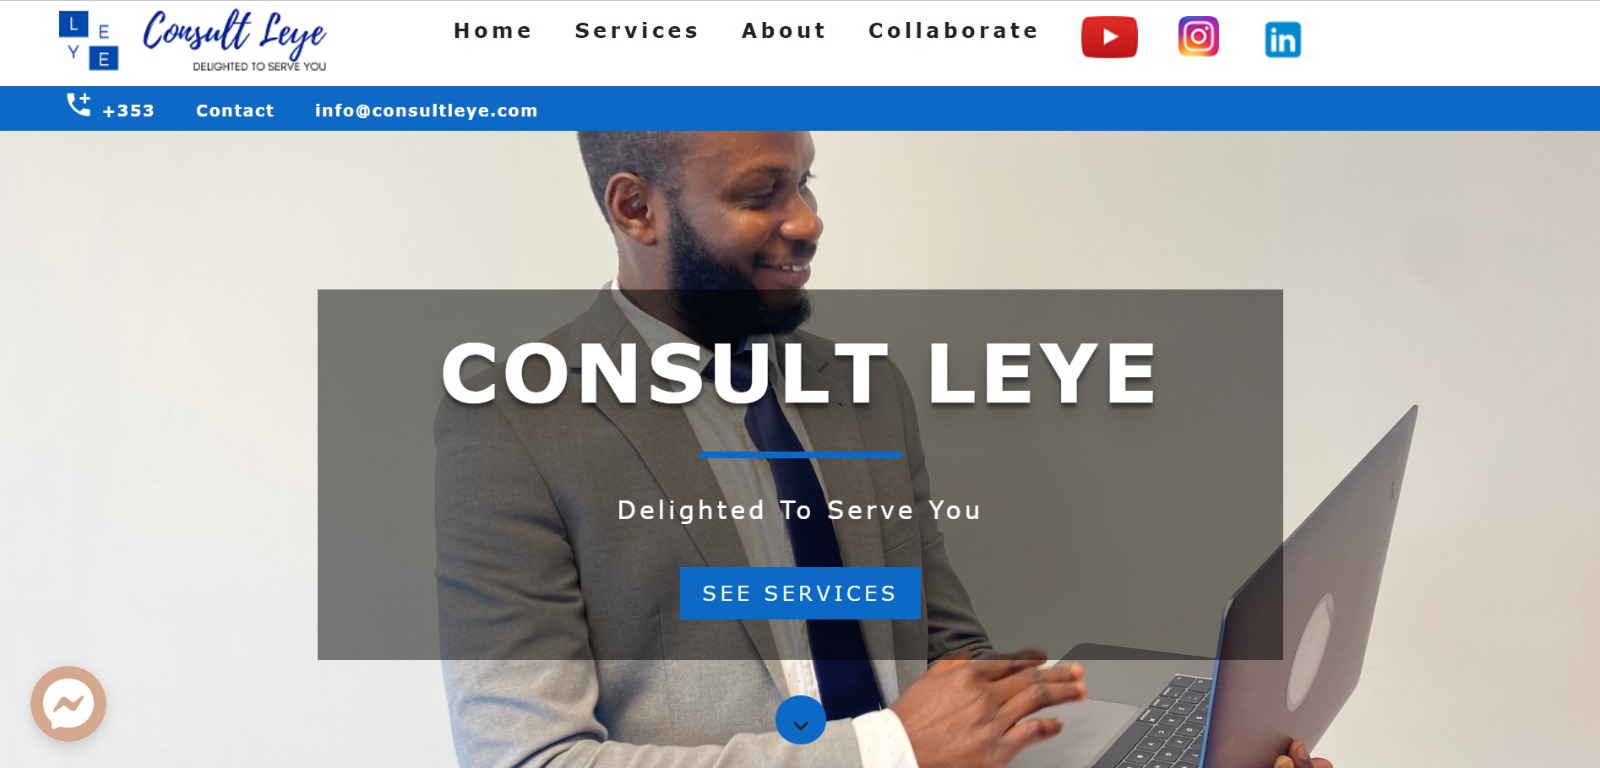 L E
Y E
Consult Leye
DELIGHTED TO SERVE YOU
Home Services About Collaborate
in
+353 Contact info@consultleye.com
CONSULT LEYE
Delighted To Serve You
SEE SERVICES